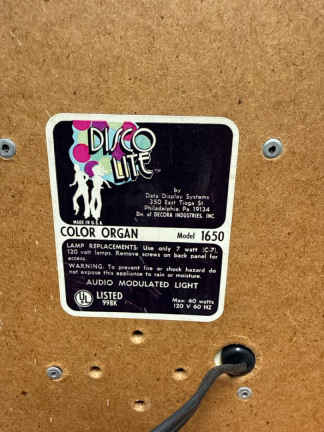 DISCO
LITE™
by
Data Display Systems
350 East Tioga St.
Philadelphia, Pa 19134
Div. of DECORA INDUSTRIES, INC.
MADE IN U.S.A.
COLOR ORGAN Model 1650
LAMP REPLACEMENTS: Use only 7 watt (C-7),
120 volt lamps. Remove screws on back panel for
access.
WARNING: To prevent fire or shock hazard do
not expose this appliance to rain or moisture.
AUDIO MODULATED LIGHT
UL LISTED
998K
Max. 60 watts
120 V 60 HZ